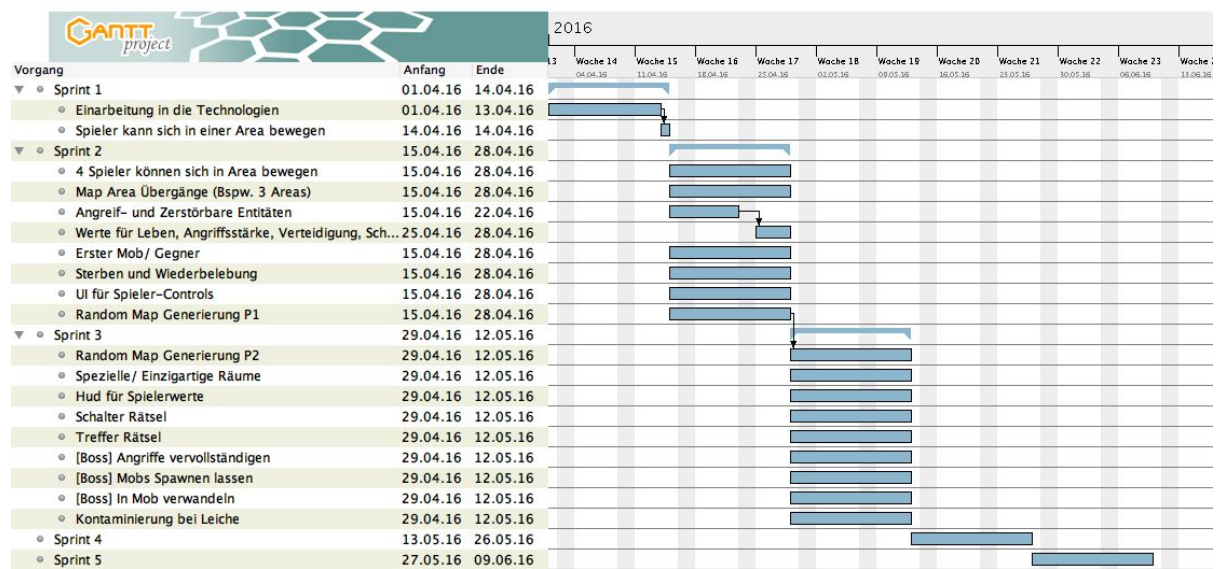 GANTT
project
2016
13 Woche 14 Woche 15 Woche 16 Woche 17 Woche 18 Woche 19 Woche 20 Woche 21 Woche 22 Woche 23 Woche
04.04.16 11.04.16 18.04.16 25.04.16 02.05.16 09.05.16 16.05.16 23.05.16 30.05.16 06.06.16 13.06.16
Vorgang Anfang Ende
Sprint 1 01.04.16 14.04.16
Einarbeitung in die Technologien 01.04.16 13.04.16
Spieler kann sich in einer Area bewegen 14.04.16 14.04.16
Sprint 2 15.04.16 28.04.16
4 Spieler können sich in Area bewegen 15.04.16 28.04.16
Map Area Übergänge (Bspw. 3 Areas) 15.04.16 28.04.16
Angreif- und Zerstörbare Entitäten 15.04.16 22.04.16
Werte für Leben, Angriffsstärke, Verteidigung, Sch... 25.04.16 28.04.16
Erster Mob/ Gegner 15.04.16 28.04.16
Sterben und Wiederbelebung 15.04.16 28.04.16
UI für Spieler-Controls 15.04.16 28.04.16
Random Map Generierung P1 15.04.16 28.04.16
Sprint 3 29.04.16 12.05.16
Random Map Generierung P2 29.04.16 12.05.16
Spezielle/ Einzigartige Räume 29.04.16 12.05.16
Hud für Spielerwerte 29.04.16 12.05.16
Schalter Rätsel 29.04.16 12.05.16
Treffer Rätsel 29.04.16 12.05.16
[Boss] Angriffe vervollständigen 29.04.16 12.05.16
[Boss] Mobs Spawnen lassen 29.04.16 12.05.16
[Boss] In Mob verwandeln 29.04.16 12.05.16
Kontaminierung bei Leiche 29.04.16 12.05.16
Sprint 4 13.05.16 26.05.16
Sprint 5 27.05.16 09.06.16